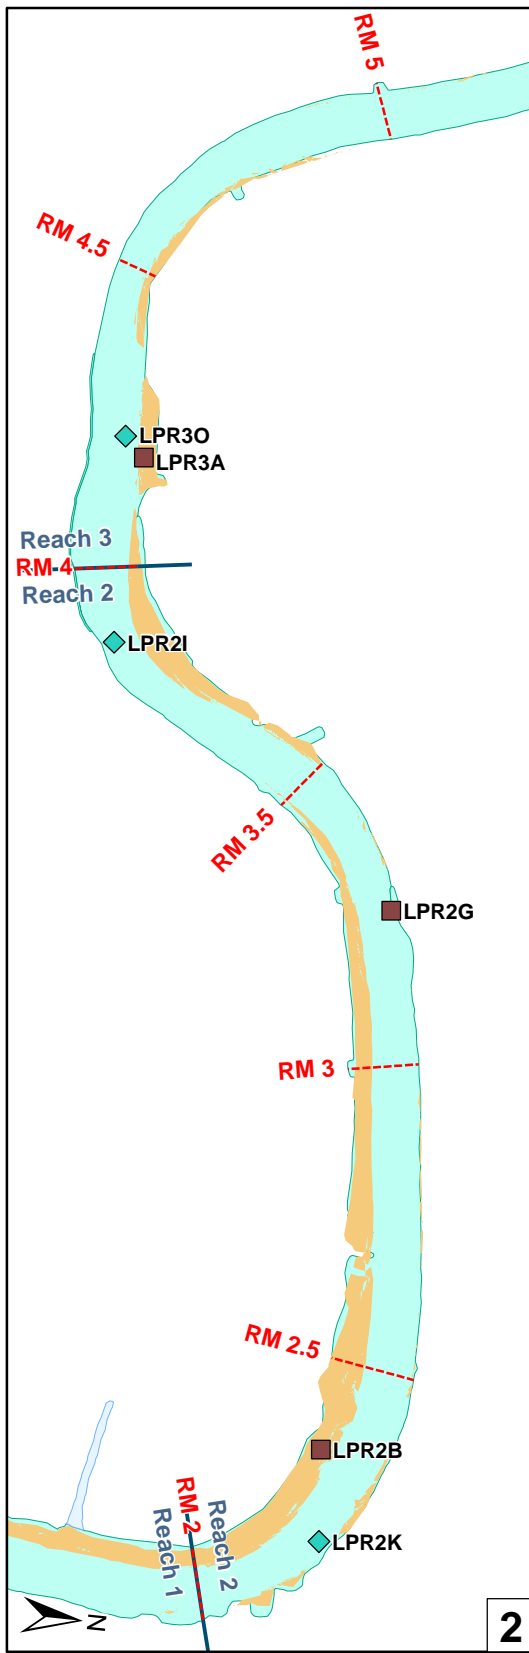 RM 5
RM 4.5
LPR3O
LPR3A
Reach 3
RM 4
Reach 2
LPR2I
RM 3.5
LPR2G
RM 3
RM 2.5
LPR2B
RM 2
Reach 2
Reach 1
LPR2K
N
2